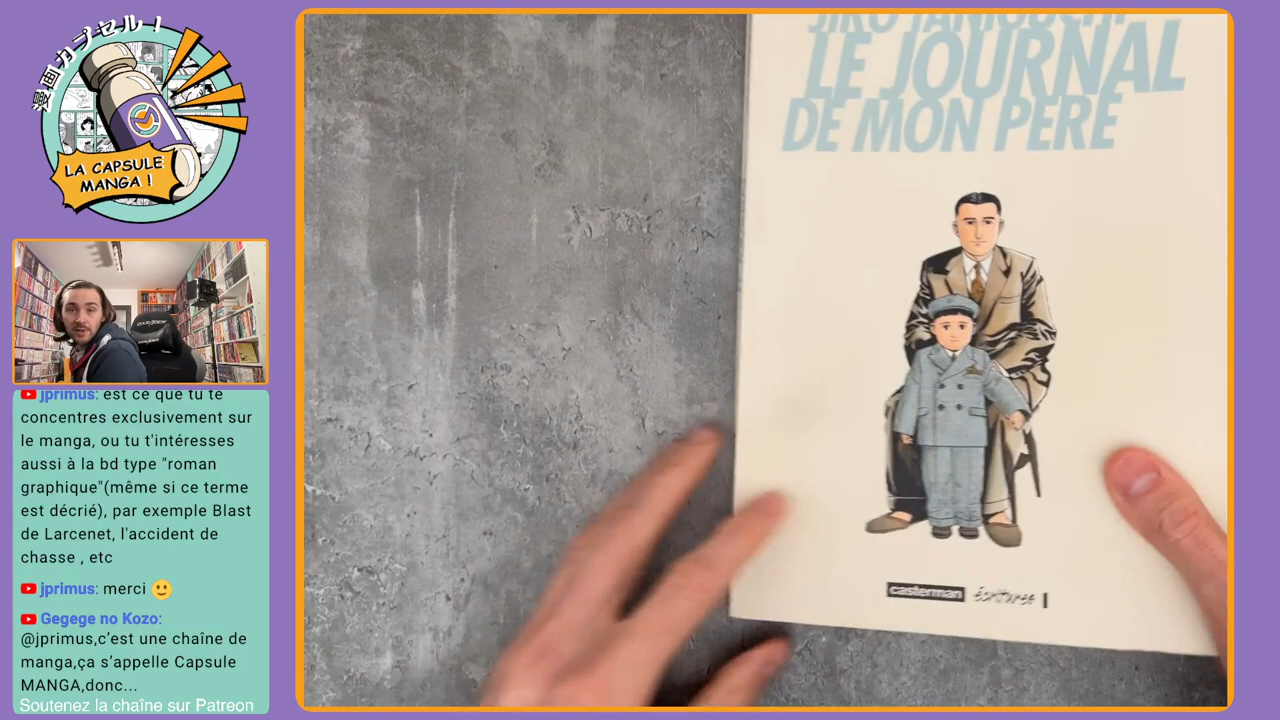 漫画カプセル!
LA CAPSULE
MANGA !
jprimus: est ce que tu te
concentres exclusivement sur
le manga, ou tu t'intéresses
aussi à la bd type "roman
graphique"(même si ce terme
est décrié), par exemple Blast
de Larcenet, l'accident de
chasse , etc
jprimus: merci 🙂
Gegege no Kozo:
@jprimus,c’est une chaîne de
manga,ça s’appelle Capsule
MANGA,donc...
Soutenez la chaîne sur Patreon
JIRO TANIGUCHI
LE JOURNAL
DE MON PÈRE
casterman écritures